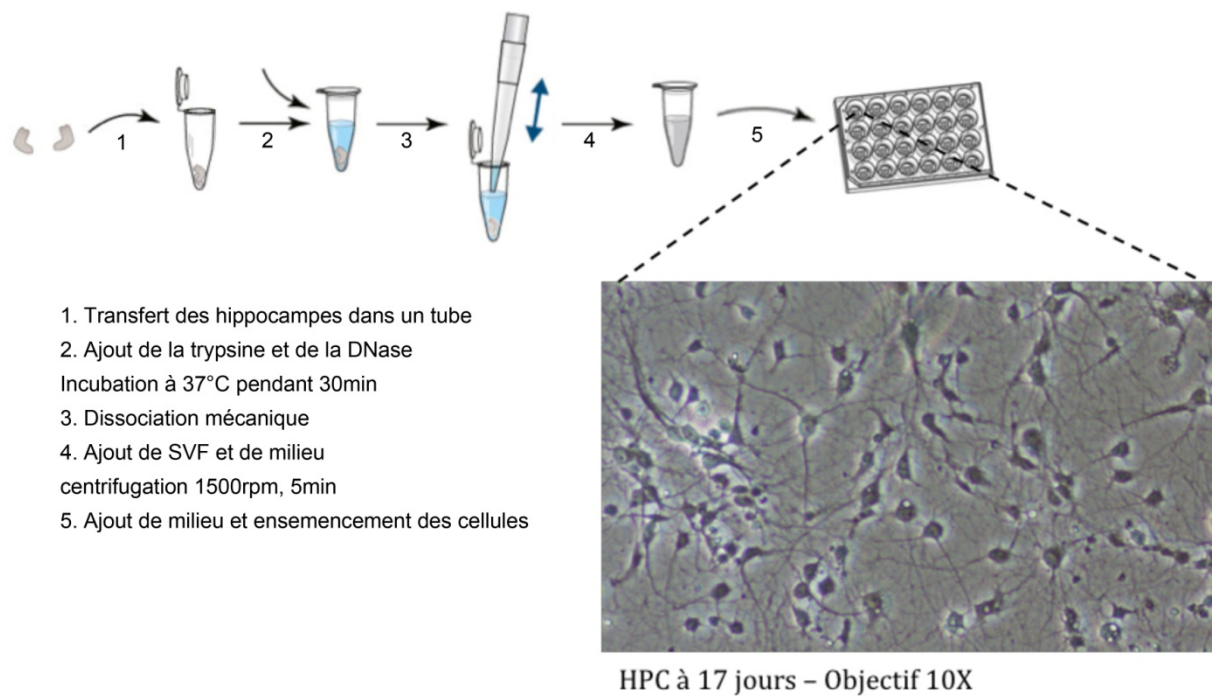 1
2
3
4
5
1. Transfert des hippocampes dans un tube
2. Ajout de la trypsine et de la DNase
Incubation à 37°C pendant 30min
3. Dissociation mécanique
4. Ajout de SVF et de milieu
centrifugation 1500rpm, 5min
5. Ajout de milieu et ensemencement des cellules
HPC à 17 jours – Objectif 10X